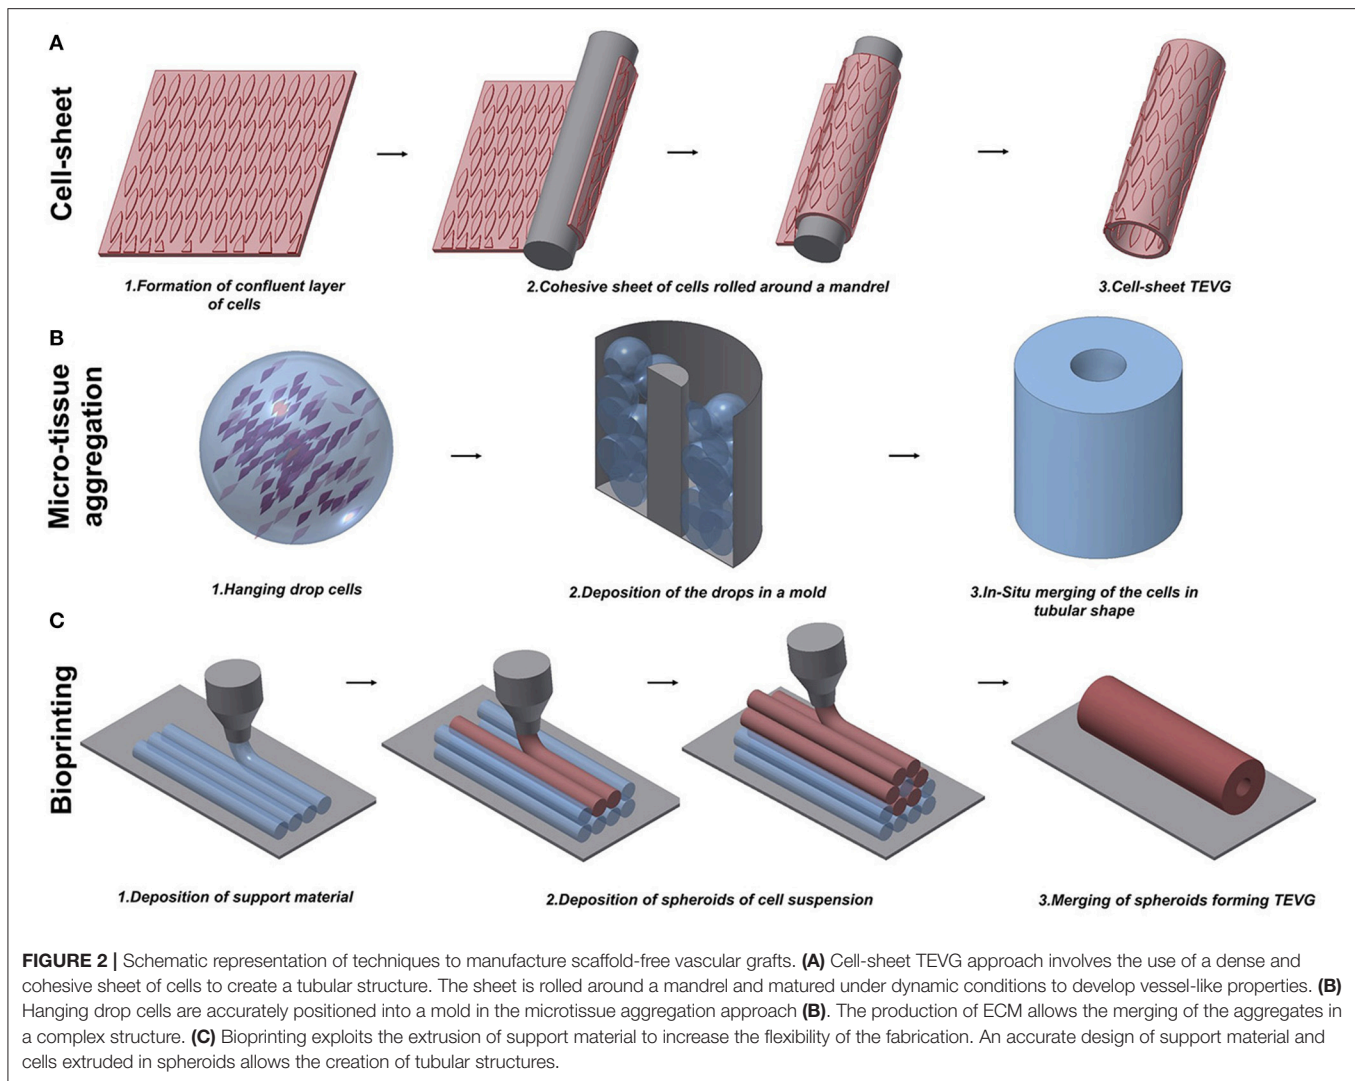 A
Cell-sheet
1.Formation of confluent layer
of cells
2.Cohesive sheet of cells rolled around a mandrel
3.Cell-sheet TEVG
B
Micro-tissue
aggregation
1.Hanging drop cells
2.Deposition of the drops in a mold
3.In-Situ merging of the cells in
tubular shape
C
Bioprinting
1.Deposition of support material
2.Deposition of spheroids of cell suspension
3.Merging of spheroids forming TEVG
FIGURE 2 | Schematic representation of techniques to manufacture scaffold-free vascular grafts. (A) Cell-sheet TEVG approach involves the use of a dense and
cohesive sheet of cells to create a tubular structure. The sheet is rolled around a mandrel and matured under dynamic conditions to develop vessel-like properties. (B)
Hanging drop cells are accurately positioned into a mold in the microtissue aggregation approach (B). The production of ECM allows the merging of the aggregates in
a complex structure. (C) Bioprinting exploits the extrusion of support material to increase the flexibility of the fabrication. An accurate design of support material and
cells extruded in spheroids allows the creation of tubular structures.